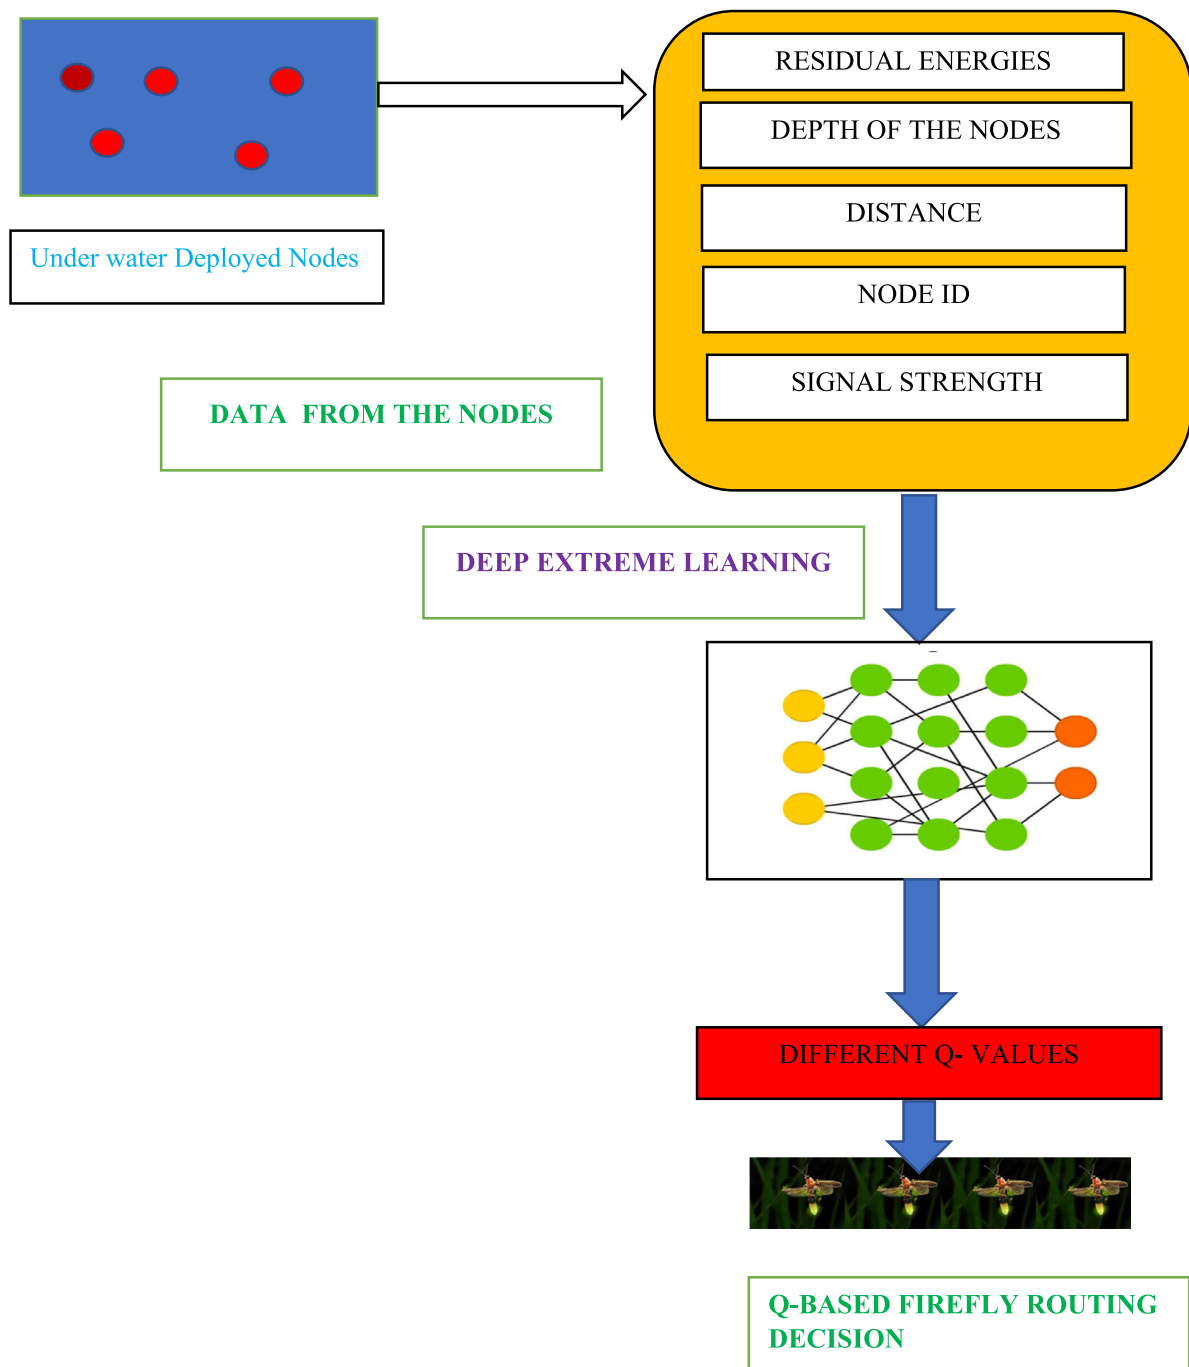 RESIDUAL ENERGIES
DEPTH OF THE NODES
DISTANCE
NODE ID
SIGNAL STRENGTH
Under water Deployed Nodes
DATA FROM THE NODES
DEEP EXTREME LEARNING
DIFFERENT Q- VALUES
Q-BASED FIREFLY ROUTING
DECISION